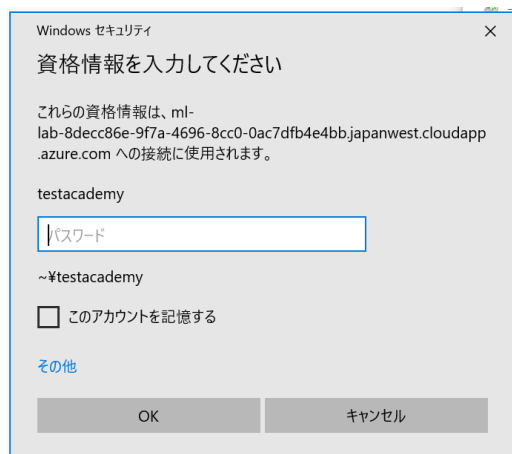 Windows セキュリティ
資格情報を入力してください
これらの資格情報は、ml-
lab-8decc86e-9f7a-4696-8cc0-0ac7dfb4e4bb.japanwest.cloudapp
.azure.com への接続に使用されます。
testacademy
パスワード
~¥testacademy
このアカウントを記憶する
その他
OK
キャンセル